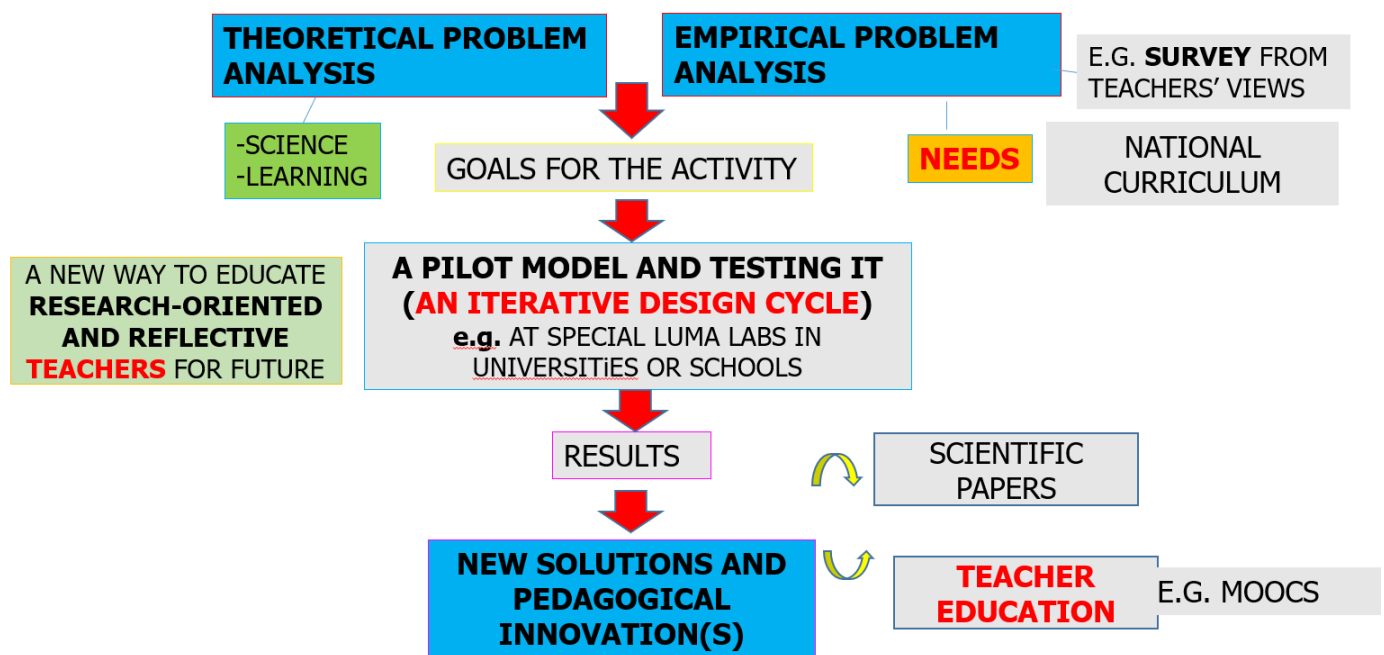 THEORETICAL PROBLEM
ANALYSIS
EMPIRICAL PROBLEM
ANALYSIS
E.G. SURVEY FROM
TEACHERS’ VIEWS
-SCIENCE
-LEARNING
GOALS FOR THE ACTIVITY
NEEDS
NATIONAL
CURRICULUM
A NEW WAY TO EDUCATE
RESEARCH-ORIENTED
AND REFLECTIVE
TEACHERS FOR FUTURE
A PILOT MODEL AND TESTING IT
(AN ITERATIVE DESIGN CYCLE)
e.g. AT SPECIAL LUMA LABS IN
UNIVERSITiES OR SCHOOLS
RESULTS
SCIENTIFIC
PAPERS
NEW SOLUTIONS AND
PEDAGOGICAL
INNOVATION(S)
TEACHER
EDUCATION
E.G. MOOCS